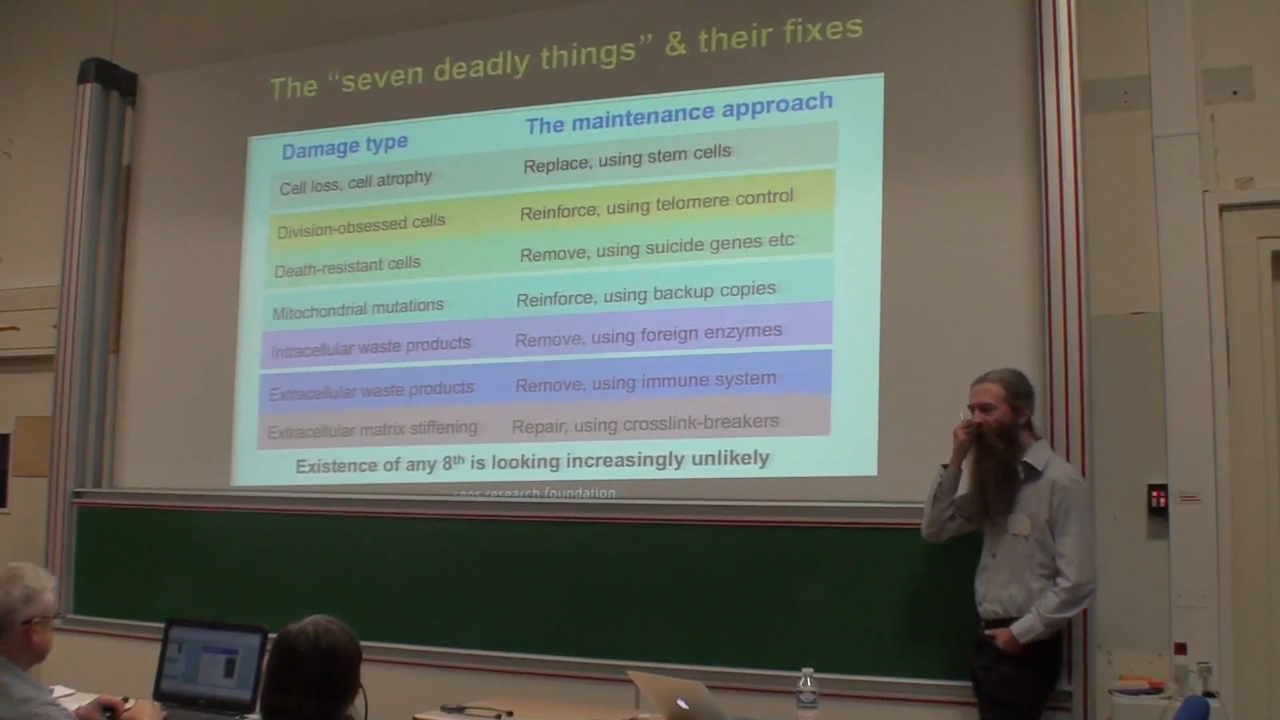 The “seven deadly things” & their fixes
Damage type The maintenance approach
Cell loss, cell atrophy Replace, using stem cells
Division-obsessed cells Reinforce, using telomere control
Death-resistant cells Remove, using suicide genes etc
Mitochondrial mutations Reinforce, using backup copies
Intracellular waste products Remove, using foreign enzymes
Extracellular waste products Remove, using immune system
Extracellular matrix stiffening Repair, using crosslink-breakers
Existence of any 8th is looking increasingly unlikely
sens research foundation